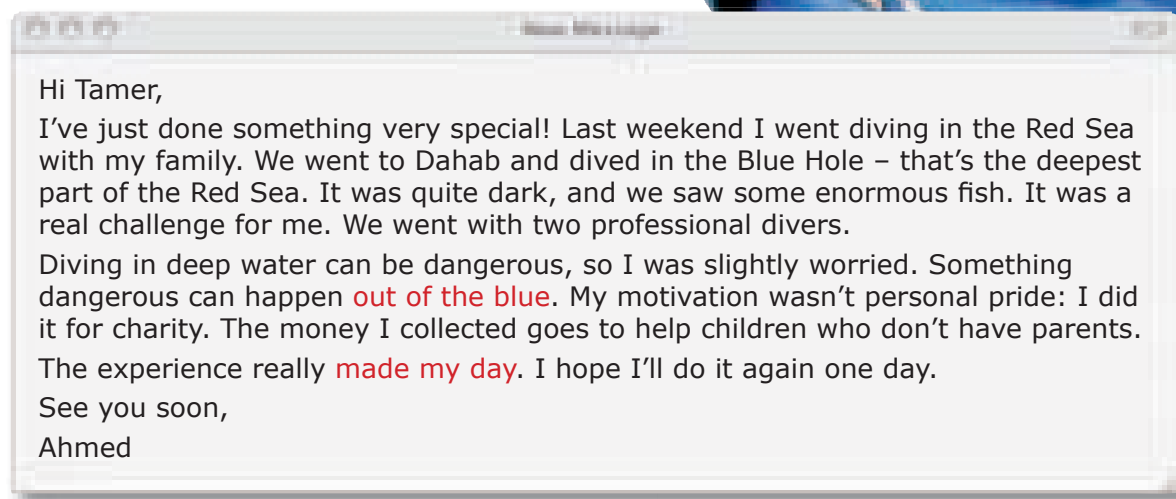 Hi Tamer,
I’ve just done something very special! Last weekend I went diving in the Red Sea
with my family. We went to Dahab and dived in the Blue Hole – that’s the deepest
part of the Red Sea. It was quite dark, and we saw some enormous fish. It was a
real challenge for me. We went with two professional divers.
Diving in deep water can be dangerous, so I was slightly worried. Something
dangerous can happen out of the blue. My motivation wasn’t personal pride: I did
it for charity. The money I collected goes to help children who don’t have parents.
The experience really made my day. I hope I’ll do it again one day.
See you soon,
Ahmed